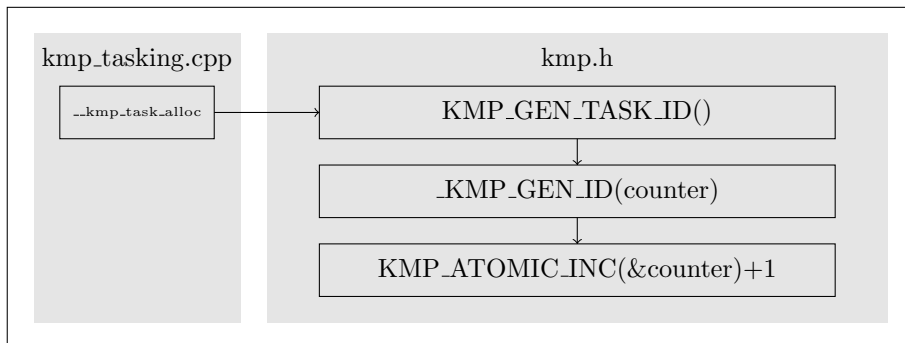 kmp_tasking.cpp
__kmp_task_alloc
kmp.h
KMP_GEN_TASK_ID()
_KMP_GEN_ID(counter)
KMP_ATOMIC_INC(&counter)+1